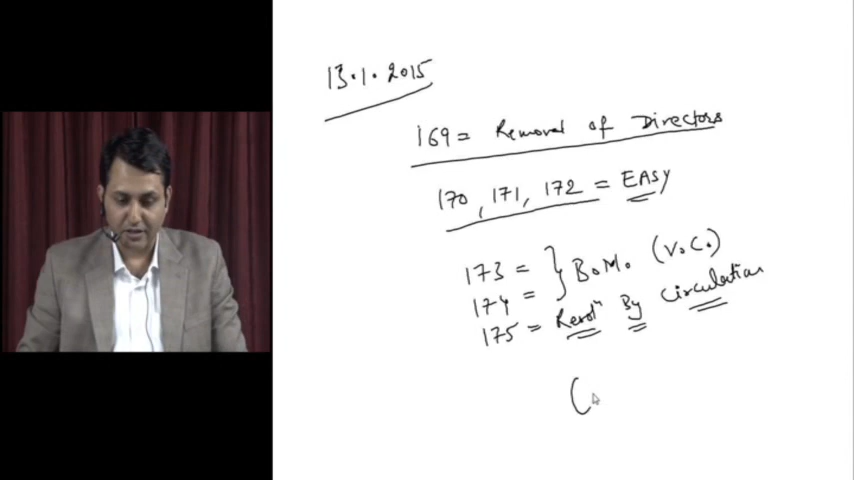 13.1.2015
169 = Removal of Directors
170, 171, 172 = EASY
173 = } B.M. (V.C.)
174 =
175 = Resolⁿ By Circulation
(